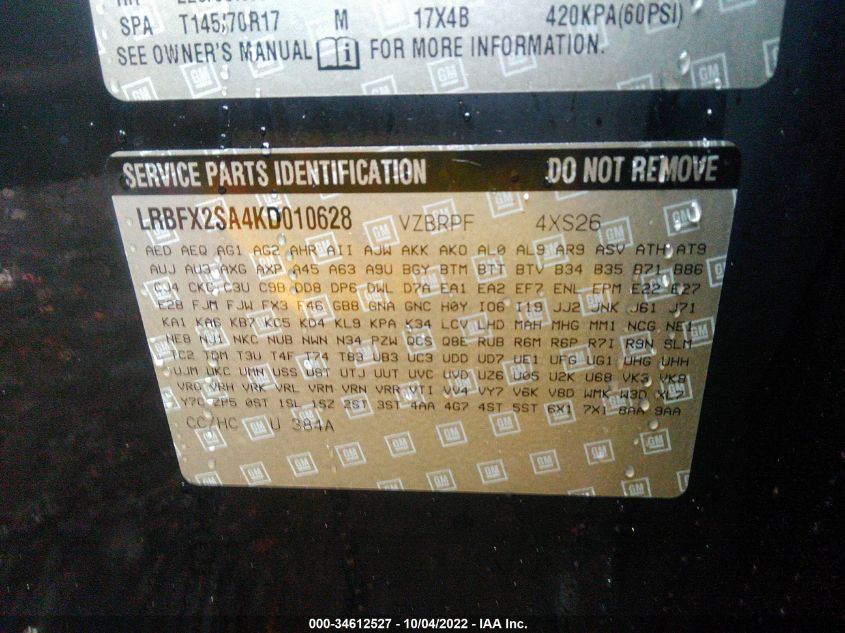 SPA T145/70R17 M 17X4B 420KPA(60PSI)
SEE OWNER'S MANUAL i FOR MORE INFORMATION.
SERVICE PARTS IDENTIFICATION DO NOT REMOVE
LRBFX2SA4KD010628 VZBRPF 4XS26
AED AEQ AG1 AG2 AHR AII AJW AKK AKO AL0 AL9 AR9 ASV ATH AT9
AUJ AU3 AXG AXP A45 A63 A9U BGY BTM BTT BTV B34 B35 B71 B86
CJ4 CKC C3U C9B DD8 DP6 DWL D7A EA1 EA2 EF7 ENL EPM E22 E27
E28 FJM FJW FX3 F46 GB8 GNA GNC H0Y IO6 I19 JJ2 JNK J61 J71
KA1 KA6 KB7 KC5 KD4 KL9 KPA K34 LCV LHD MAH MHG MM1 NCG NE1
NE8 NJ1 NKC NUB NWN N34 PZW QCS Q8E RUB R6M R6P R7I R9N SLM
TC2 TDM T3U T4F T74 T83 UB3 UC3 UDD UD7 UE1 UFG UG1 UHG UHH
UJM UKC UMN USS UST UTJ UUT UVC UVD UZ6 U05 U2K U68 VK3 VK8
VRG VRH VRK VRL VRM VRN VRR VTI VV4 VY7 V6K V8D WMK W3D XL7
Y70 2P5 0ST 1SL 1SZ 2ST 3ST 4AA 4G7 4ST 5ST 6X1 7X1 8AA 9AA
CC/HC U 384A
GM
000-34612527 - 10/04/2022 - IAA Inc.